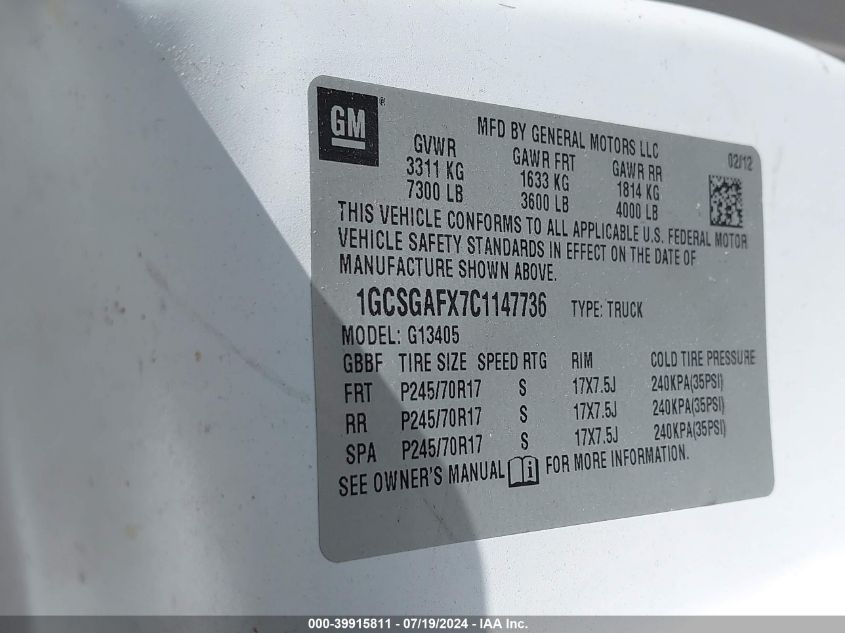 GM®
MFD BY GENERAL MOTORS LLC
02/12
GVWR GAWR FRT GAWR RR
3311 KG 1633 KG 1814 KG
7300 LB 3600 LB 4000 LB
THIS VEHICLE CONFORMS TO ALL APPLICABLE U.S. FEDERAL MOTOR
VEHICLE SAFETY STANDARDS IN EFFECT ON THE DATE OF
MANUFACTURE SHOWN ABOVE.
1GCSGAFX7C1147736 TYPE: TRUCK
MODEL: G13405
GBBF TIRE SIZE SPEED RTG RIM COLD TIRE PRESSURE
FRT P245/70R17 S 17X7.5J 240KPA(35PSI)
RR P245/70R17 S 17X7.5J 240KPA(35PSI)
SPA P245/70R17 S 17X7.5J 240KPA(35PSI)
SEE OWNER'S MANUAL i FOR MORE INFORMATION.
000-39915811 - 07/19/2024 - IAA Inc.